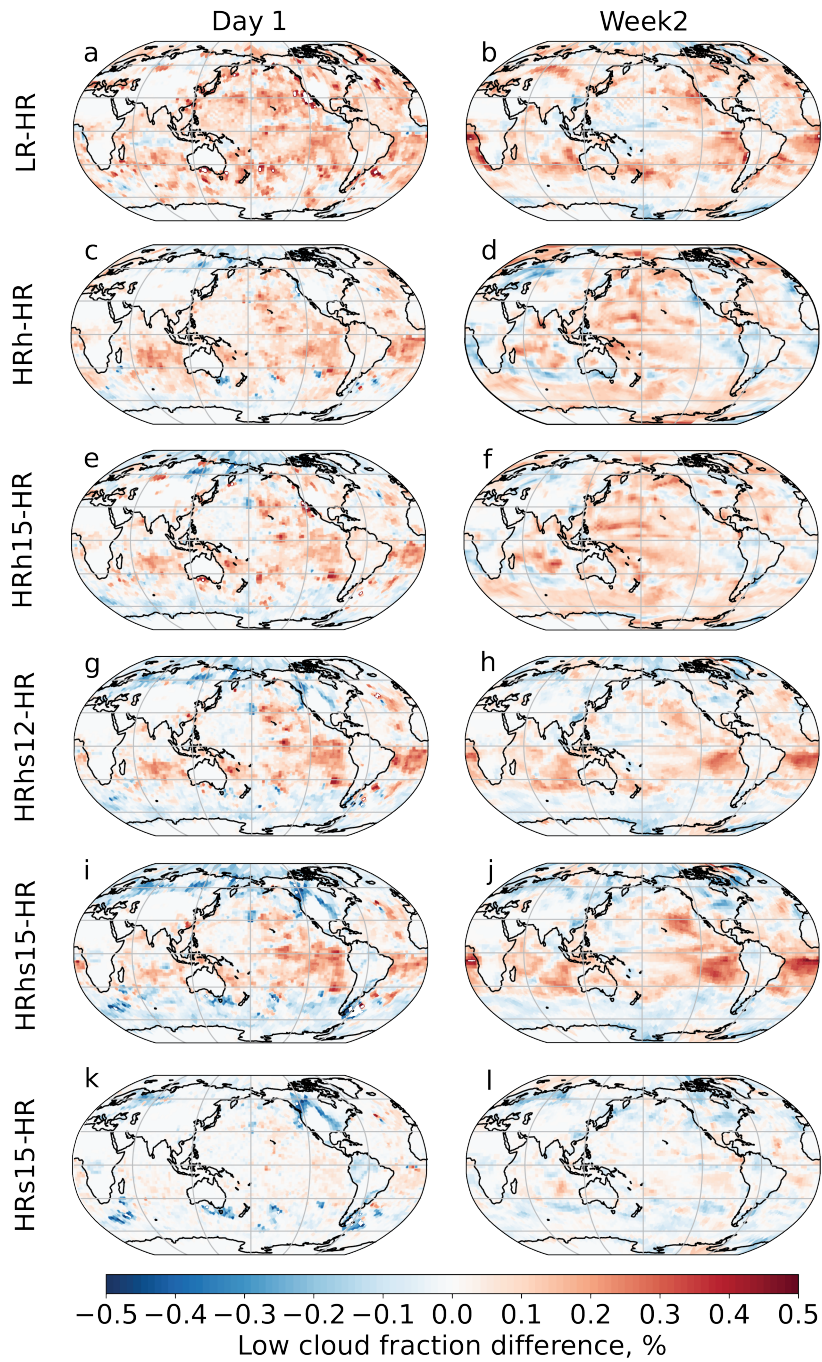 Day 1 Week2
LR-HR
a b
HRh-HR
c d
HRh15-HR
e f
HRhs12-HR
g h
HRhs15-HR
i j
HRs15-HR
k l
−0.5 −0.4 −0.3 −0.2 −0.1 0.0 0.1 0.2 0.3 0.4 0.5
Low cloud fraction difference, %